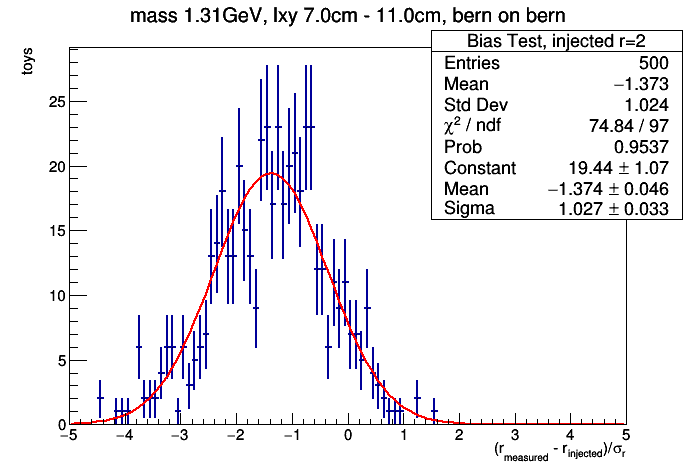 mass 1.31GeV, lxy 7.0cm - 11.0cm, bern on bern
toys
Bias Test, injected r=2
Entries 500
Mean −1.373
Std Dev 1.024
χ² / ndf 74.84 / 97
Prob 0.9537
Constant 19.44 ± 1.07
Mean −1.374 ± 0.046
Sigma 1.027 ± 0.033
25
20
15
10
5
0
−5 −4 −3 −2 −1 0 1 2 3 4 5
(r_measured - r_injected)/σ_r